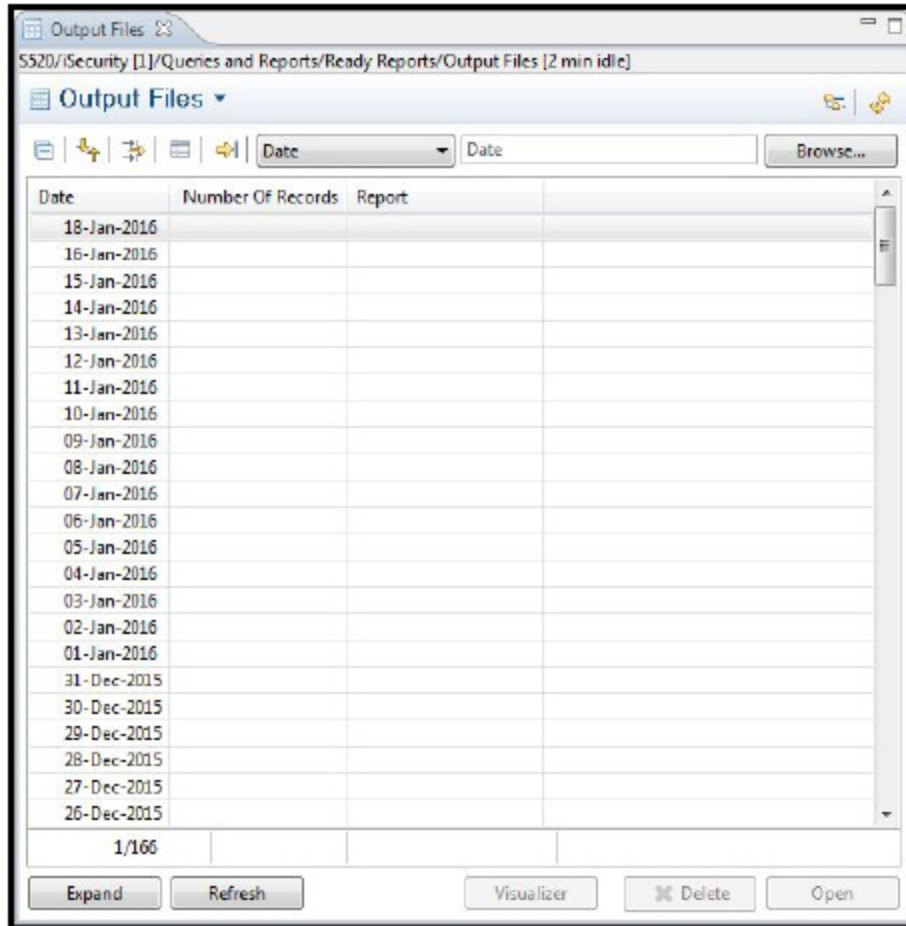 Output Files
S520/iSecurity [1]/Queries and Reports/Ready Reports/Output Files [2 min idle]
Output Files
Date Date Browse...
Date Number Of Records Report
18-Jan-2016
16-Jan-2016
15-Jan-2016
14-Jan-2016
13-Jan-2016
12-Jan-2016
11-Jan-2016
10-Jan-2016
09-Jan-2016
08-Jan-2016
07-Jan-2016
06-Jan-2016
05-Jan-2016
04-Jan-2016
03-Jan-2016
02-Jan-2016
01-Jan-2016
31-Dec-2015
30-Dec-2015
29-Dec-2015
28-Dec-2015
27-Dec-2015
26-Dec-2015
1/166
Expand Refresh Visualizer Delete Open